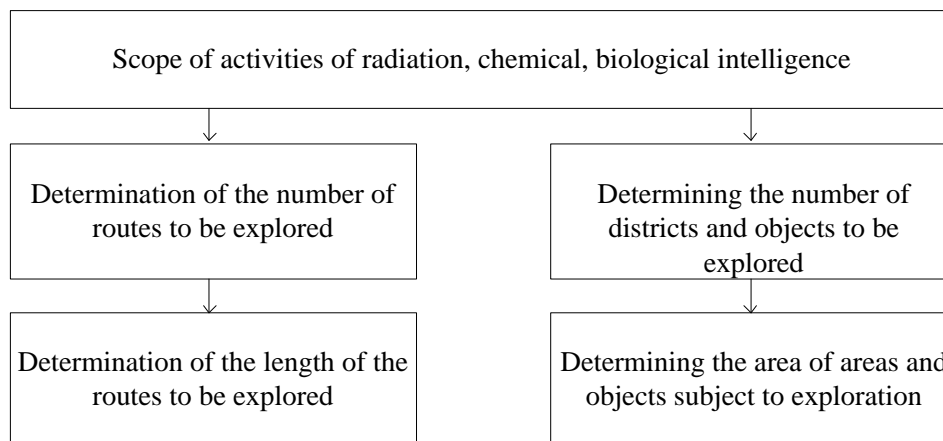 Scope of activities of radiation, chemical, biological intelligence
Determination of the number of
routes to be explored
Determining the number of
districts and objects to be
explored
Determination of the length of the
routes to be explored
Determining the area of areas and
objects subject to exploration